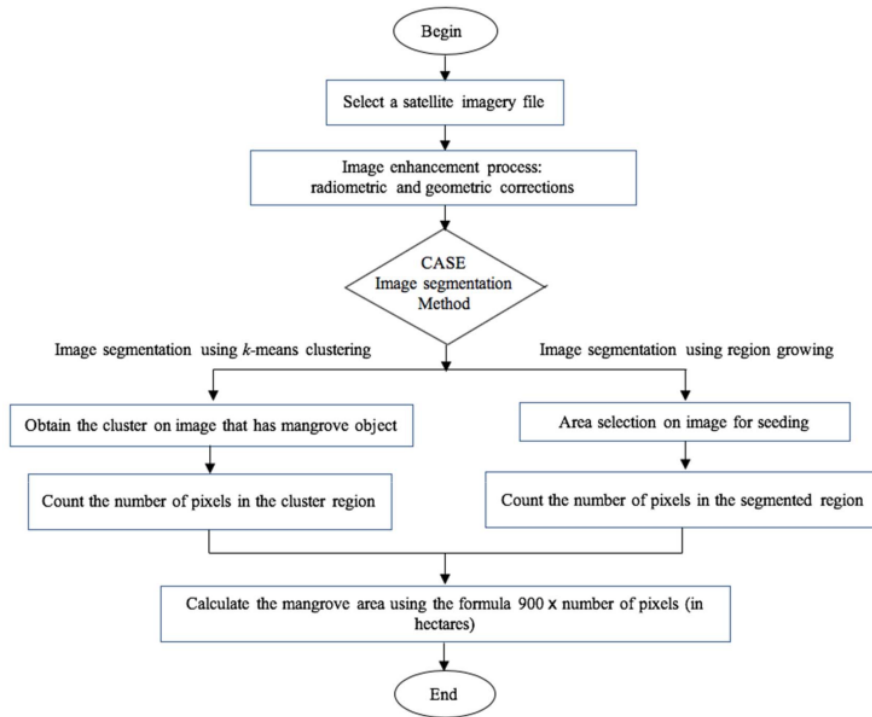 Begin
Select a satellite imagery file
Image enhancement process:
radiometric and geometric corrections
CASE
Image segmentation
Method
Image segmentation using k-means clustering
Image segmentation using region growing
Obtain the cluster on image that has mangrove object
Area selection on image for seeding
Count the number of pixels in the cluster region
Count the number of pixels in the segmented region
Calculate the mangrove area using the formula 900 x number of pixels (in
hectares)
End